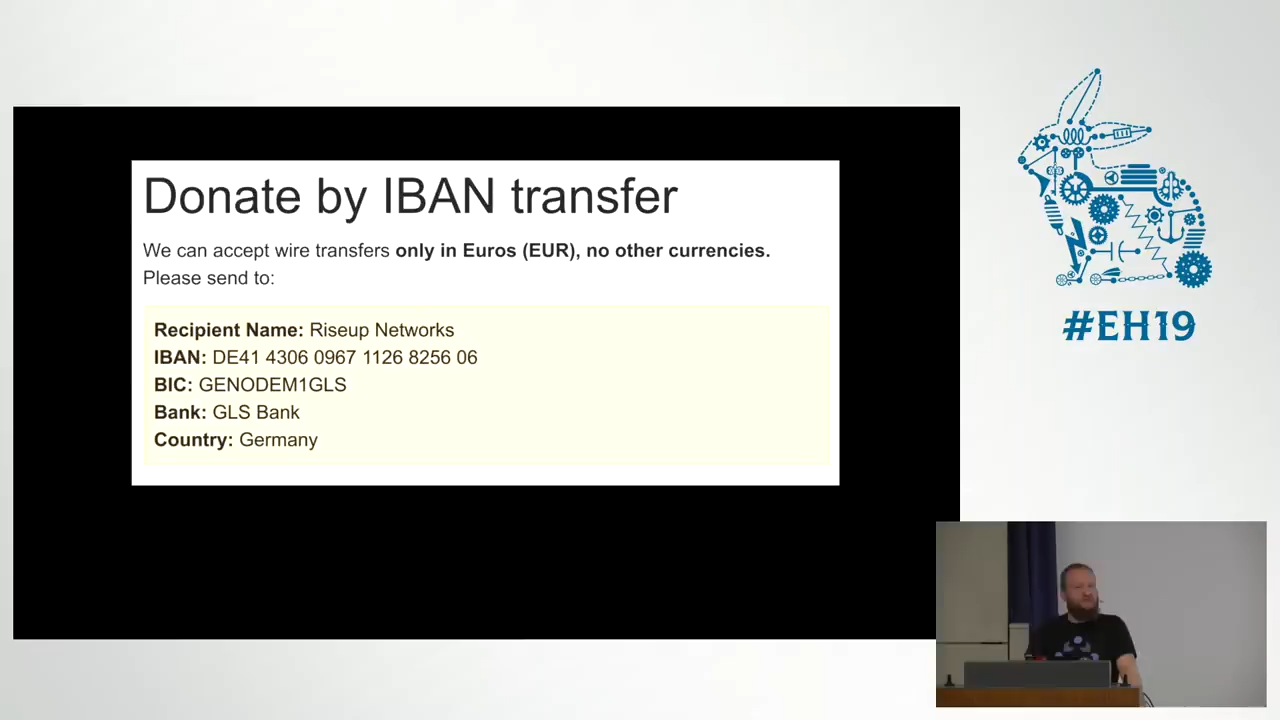 Donate by IBAN transfer
We can accept wire transfers only in Euros (EUR), no other currencies.
Please send to:
Recipient Name: Riseup Networks
IBAN: DE41 4306 0967 1126 8256 06
BIC: GENODEM1GLS
Bank: GLS Bank
Country: Germany
#EH19